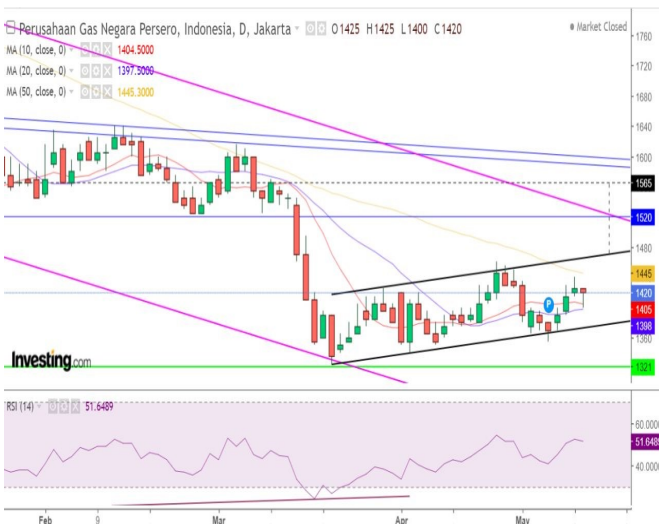 Perusahaan Gas Negara Persero, Indonesia, D, Jakarta O1425 H1425 L1400 C1420
Market Closed
MA (10, close, 0) 1404.5000
MA (20, close, 0) 1397.5000
MA (50, close, 0) 1445.3000
1760
1720
1680
1640
1600
1565
1520
1480
1445
1420
1405
1398
1360
1321
P
Investing.com
RSI (14) 51.6489
60.0000
51.6489
40.0000
Feb 9 Mar Apr May